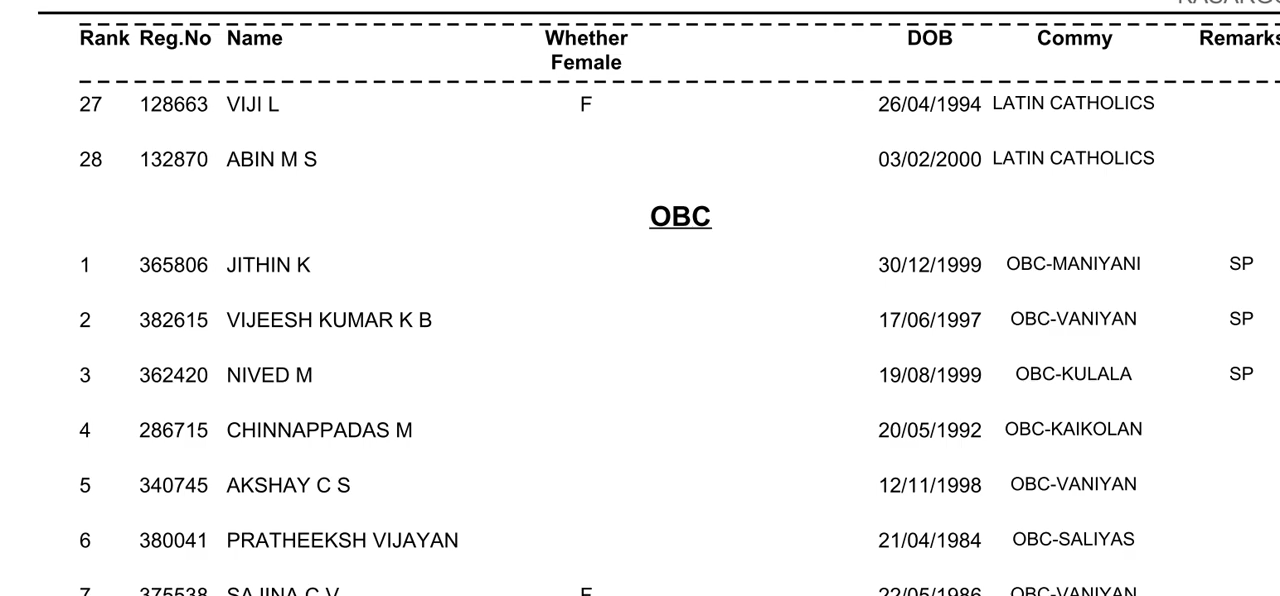 Rank Reg.No Name Whether Female DOB Commy Remarks
27 128663 VIJI L F 26/04/1994 LATIN CATHOLICS
28 132870 ABIN M S 03/02/2000 LATIN CATHOLICS
OBC
1 365806 JITHIN K 30/12/1999 OBC-MANIYANI SP
2 382615 VIJEESH KUMAR K B 17/06/1997 OBC-VANIYAN SP
3 362420 NIVED M 19/08/1999 OBC-KULALA SP
4 286715 CHINNAPPADAS M 20/05/1992 OBC-KAIKOLAN
5 340745 AKSHAY C S 12/11/1998 OBC-VANIYAN
6 380041 PRATHEEKSH VIJAYAN 21/04/1984 OBC-SALIYAS
7 375538 SAJINA C V F 22/05/1986 OBC-VANIYAN